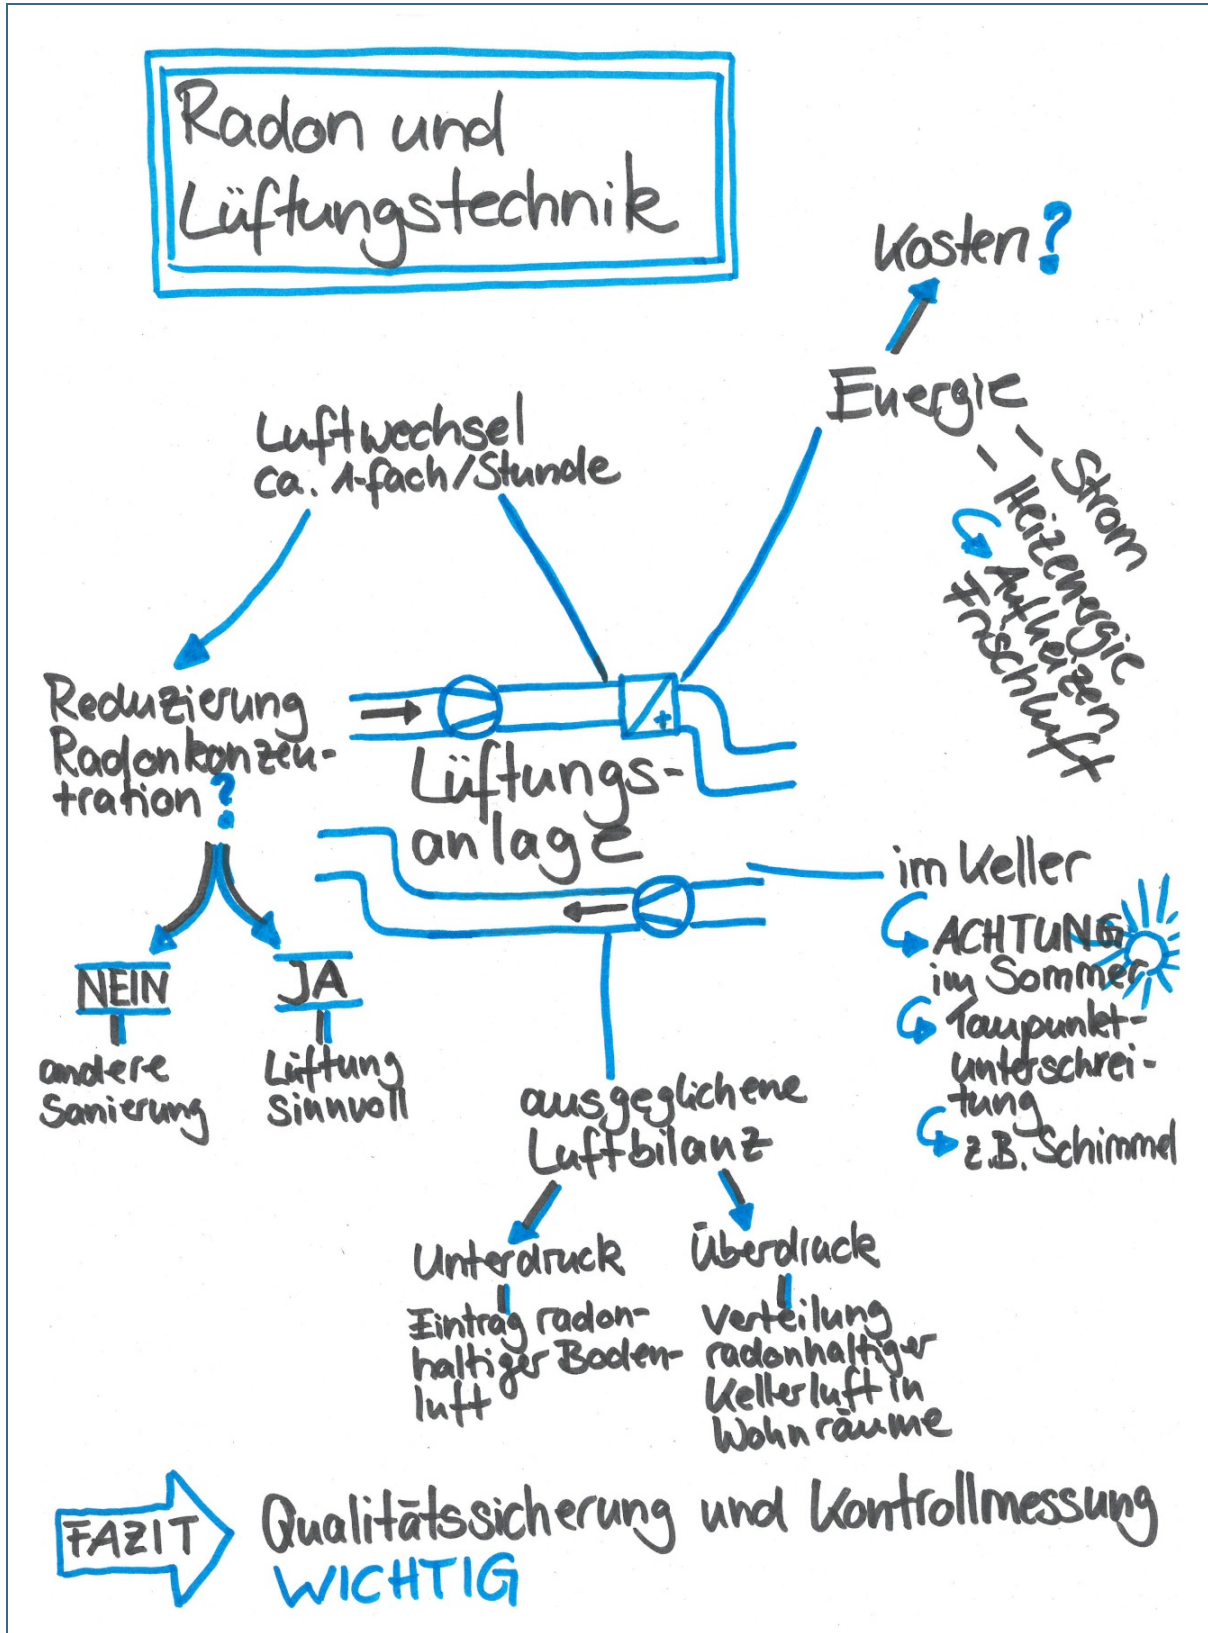 Radon und
Lüftungstechnik
Kosten?
Energie
Strom
Heizenergie
Aufheizen
Frischluft
Luftwechsel
ca. 1-fach/Stunde
Reduzierung
Radonkonzen-
tration?
NEIN
andere
Sanierung
JA
Lüftung
sinnvoll
Lüftungs-
anlage
+
im Keller
ACHTUNG
im Sommer
Taupunkt-
unterschrei-
tung
z.B. Schimmel
ausgeglichene
Luftbilanz
Unterdruck
Eintrag radon-
haltiger Boden-
luft
Überdruck
Verteilung
radonhaltiger
Kellerluft in
Wohnräume
FAZIT
Qualitätssicherung und Kontrollmessung
WICHTIG